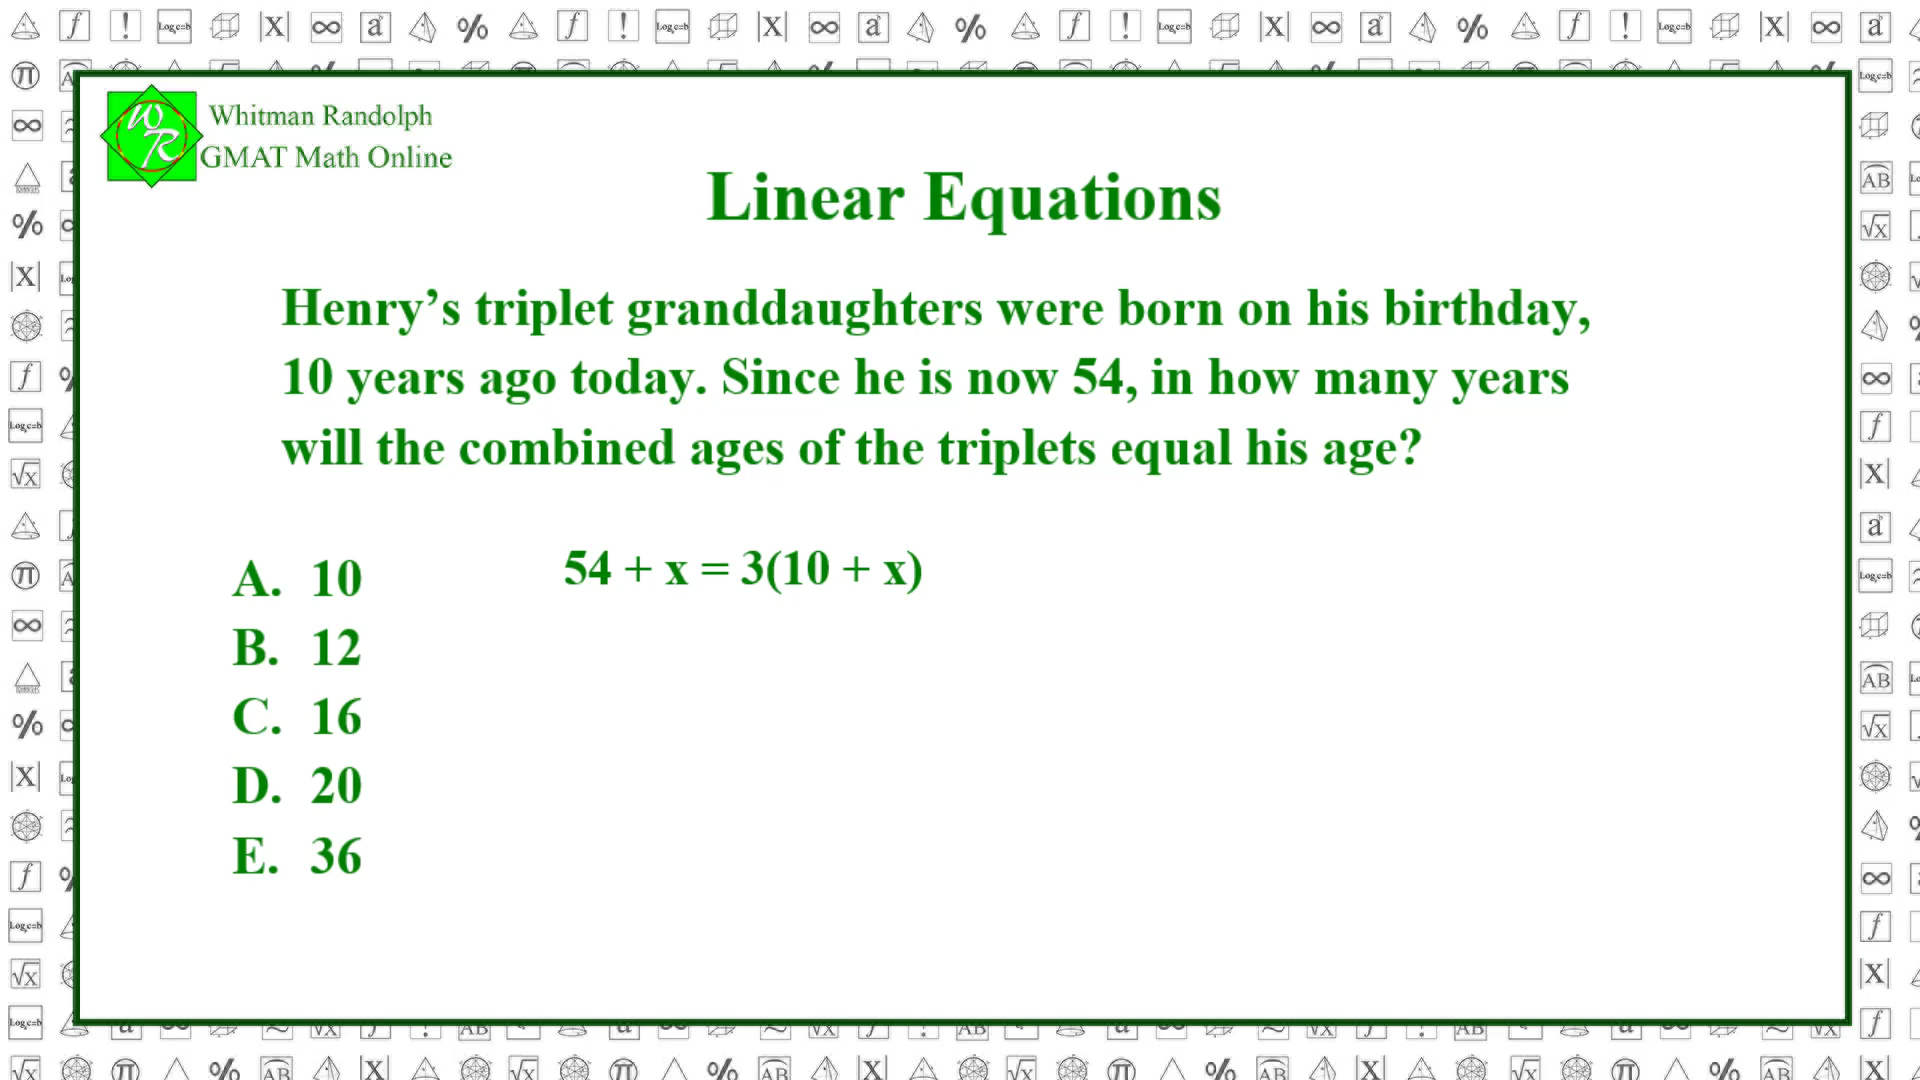 Whitman Randolph
GMAT Math Online
Linear Equations
Henry’s triplet granddaughters were born on his birthday,
10 years ago today. Since he is now 54, in how many years
will the combined ages of the triplets equal his age?
54 + x = 3(10 + x)
A. 10
B. 12
C. 16
D. 20
E. 36